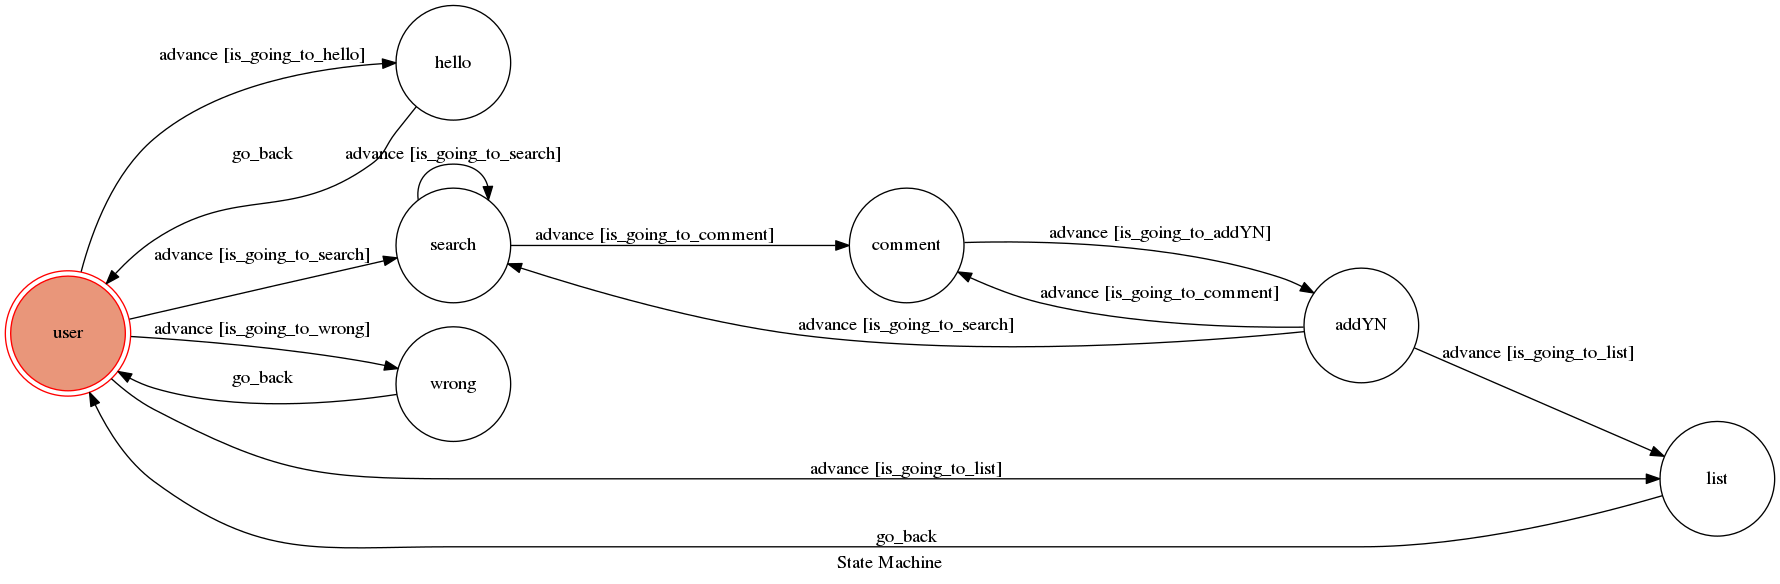 advance [is_going_to_hello]
hello
go_back
advance [is_going_to_search]
advance [is_going_to_search]
search
advance [is_going_to_comment]
comment
advance [is_going_to_addYN]
advance [is_going_to_comment]
advance [is_going_to_search]
addYN
user
advance [is_going_to_wrong]
go_back
wrong
advance [is_going_to_list]
advance [is_going_to_list]
list
go_back
State Machine